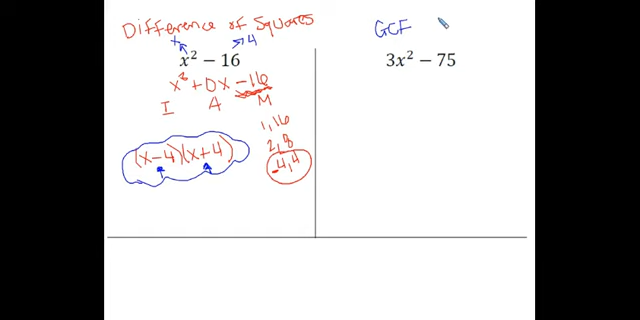 Difference of Squares
x 4
x² − 16
x² + 0x − 16
I A M
1, 16
2, 8
-4, 4
(x − 4)(x + 4)
GCF
3x² − 75